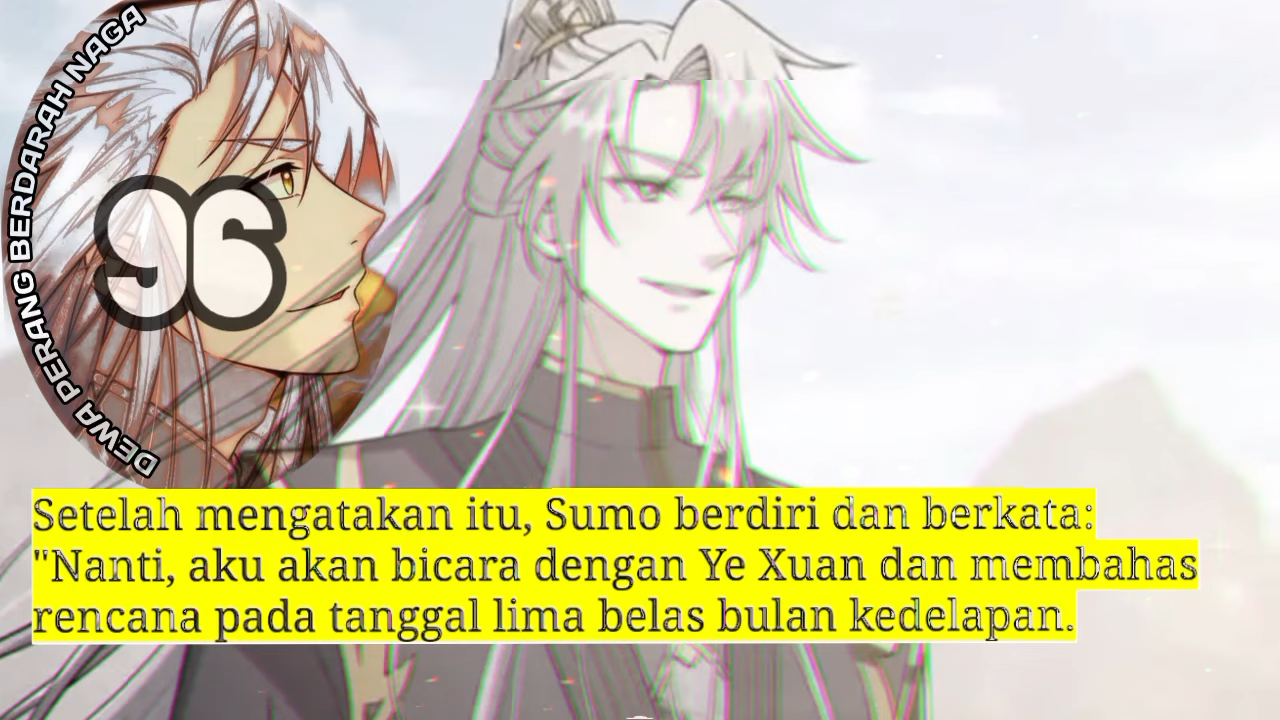 DEWA PERANG BERDARAH NAGA
96
Setelah mengatakan itu, Sumo berdiri dan berkata:
"Nanti, aku akan bicara dengan Ye Xuan dan membahas
rencana pada tanggal lima belas bulan kedelapan.